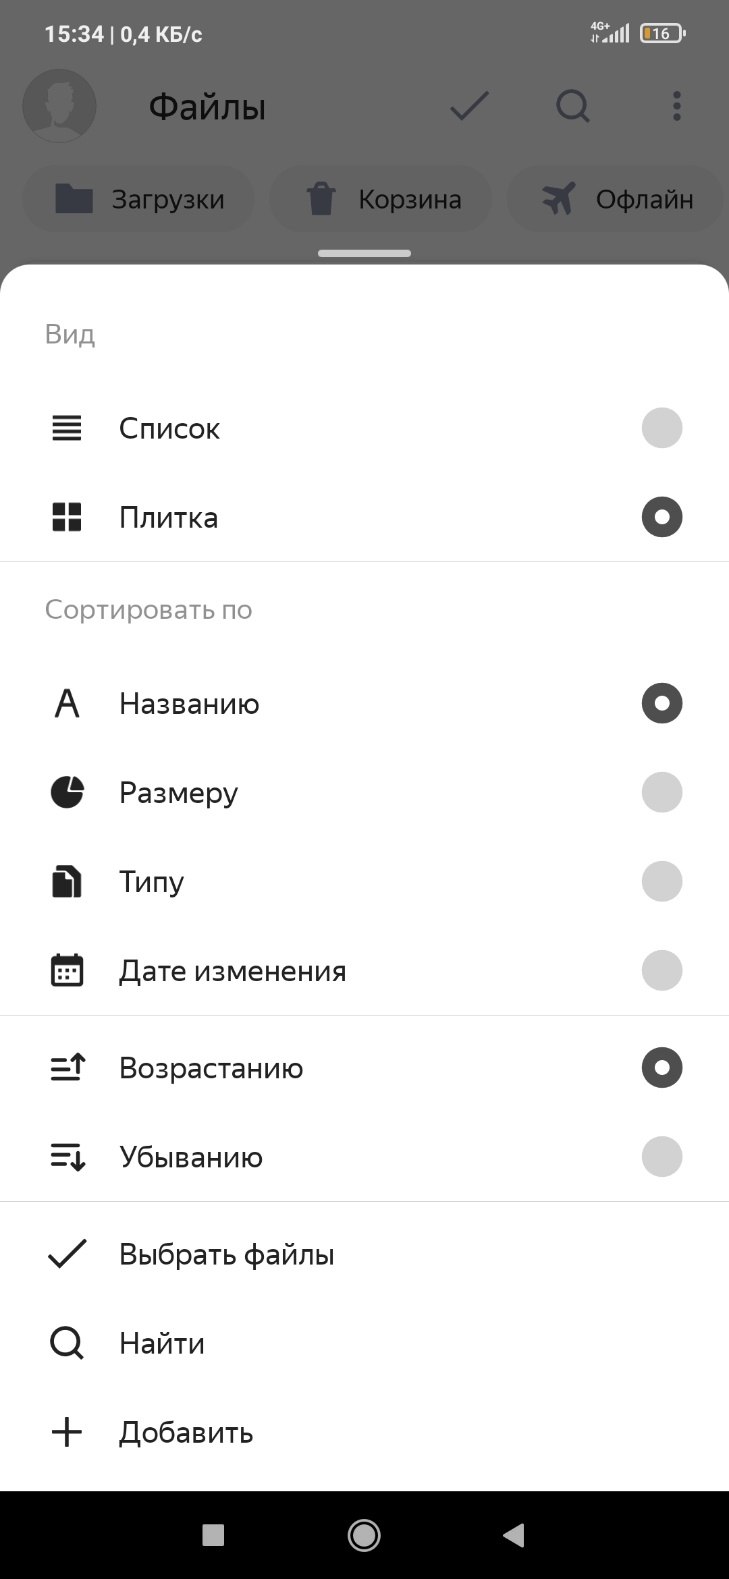 15:34 | 0,4 КБ/с 4G+ 16
Файлы
Загрузки Корзина Офлайн
Вид
Список
Плитка
Сортировать по
Названию
Размеру
Типу
Дате изменения
Возрастанию
Убыванию
Выбрать файлы
Найти
Добавить